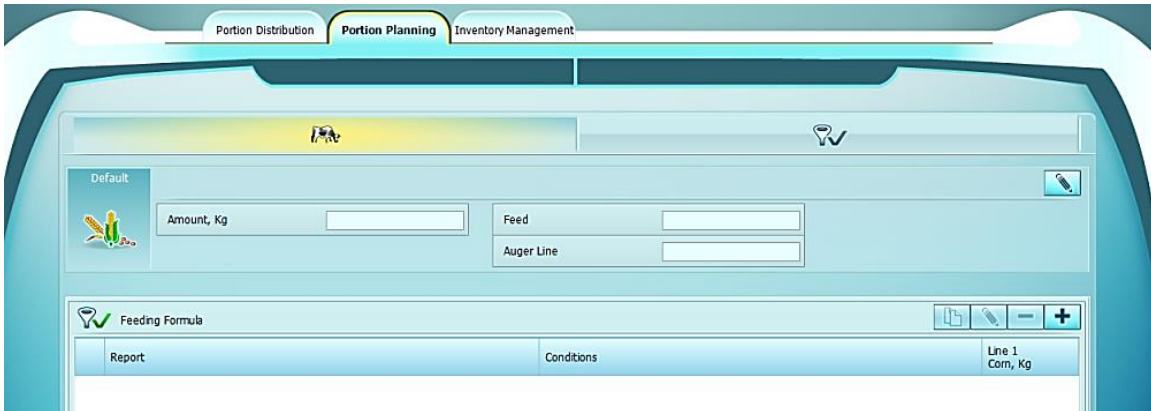 Portion Distribution Portion Planning Inventory Management
Default
Amount, Kg Feed
Auger Line
Feeding Formula
Report Conditions Line 1
Corn, Kg